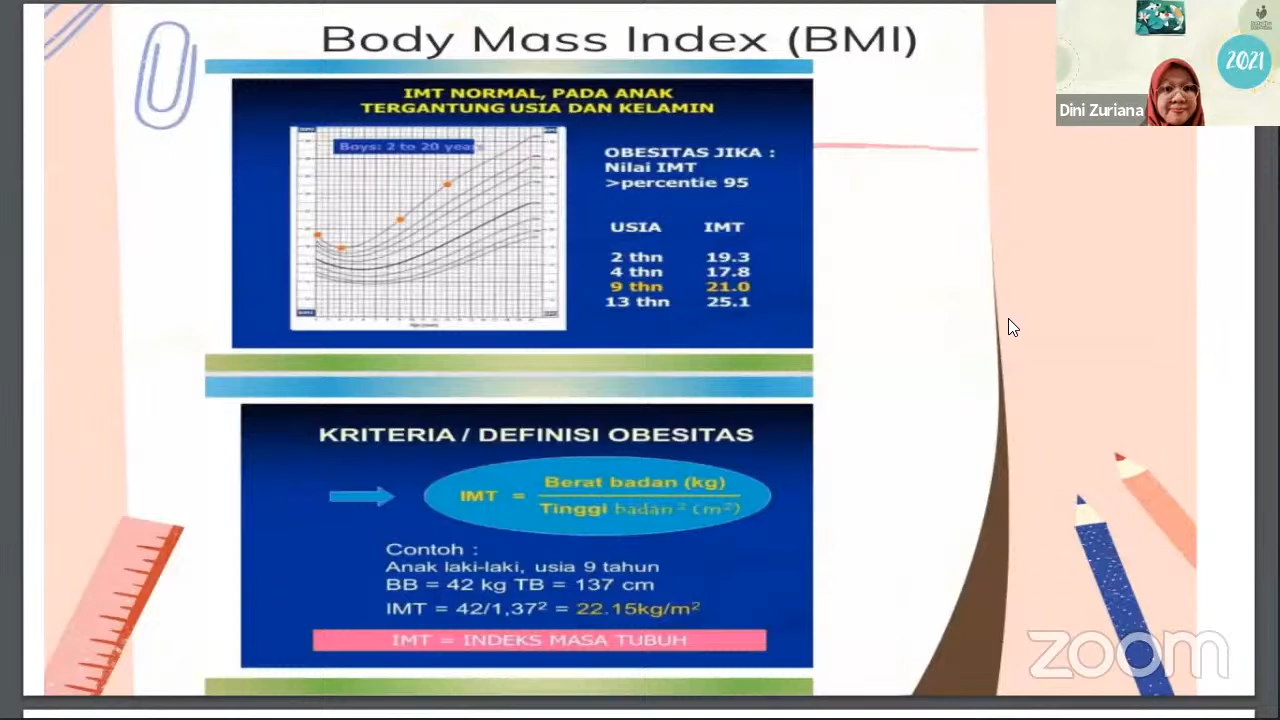 Body Mass Index (BMI)
2021
Dini Zuriana
IMT NORMAL, PADA ANAK
TERGANTUNG USIA DAN KELAMIN
Boys: 2 to 20 years
OBESITAS JIKA :
Nilai IMT
>percentie 95
USIA IMT
2 thn 19.3
4 thn 17.8
9 thn 21.0
13 thn 25.1
KRITERIA / DEFINISI OBESITAS
IMT = Berat badan (kg)
Tinggi badan ² (m²)
Contoh :
Anak laki-laki, usia 9 tahun
BB = 42 kg TB = 137 cm
IMT = 42/1,37² = 22.15kg/m²
IMT = INDEKS MASA TUBUH
zoom